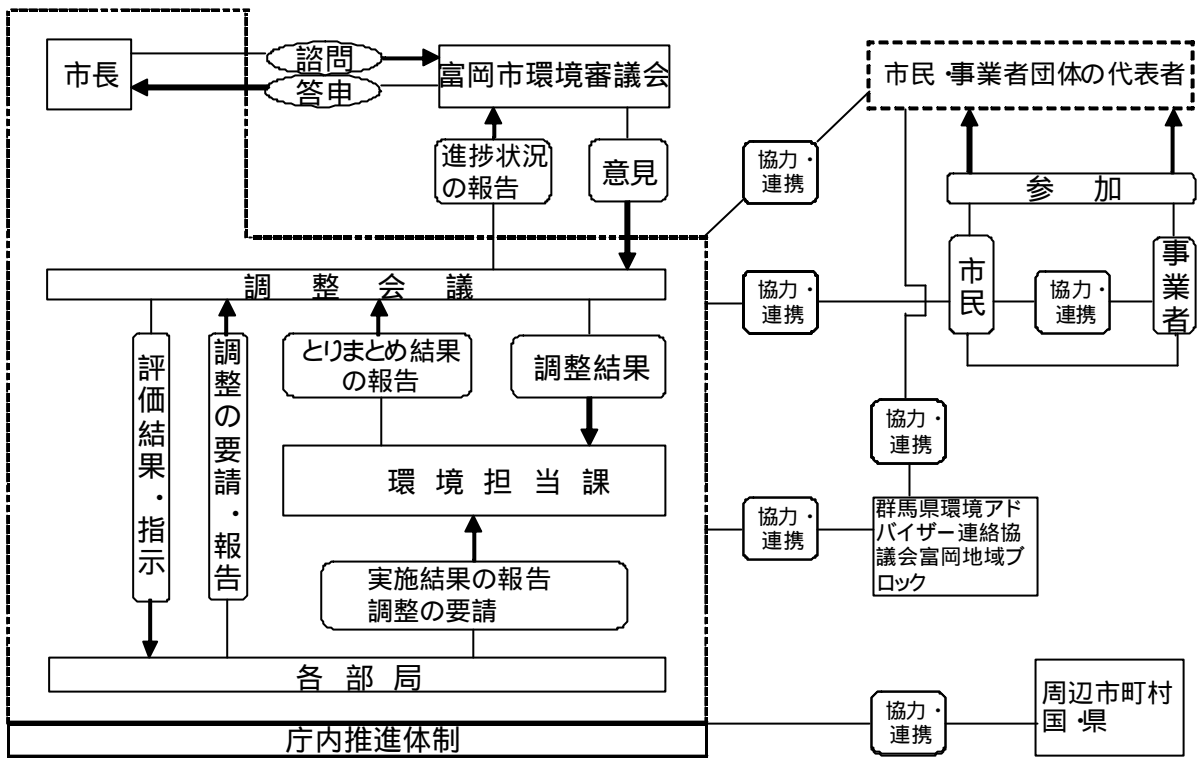 市長
諮問
答申
富岡市環境審議会
市民・事業者団体の代表者
進捗状況
の報告
意見
協力・
連携
参加
調整会議
協力・
連携
市民
協力・
連携
事業者
評価結果・指示
調整の要請・報告
とりまとめ結果
の報告
調整結果
協力・
連携
環境担当課
協力・
連携
群馬県環境アド
バイザー連絡協
議会富岡地域ブ
ロック
実施結果の報告
調整の要請
各部局
協力・
連携
周辺市町村
国・県
庁内推進体制